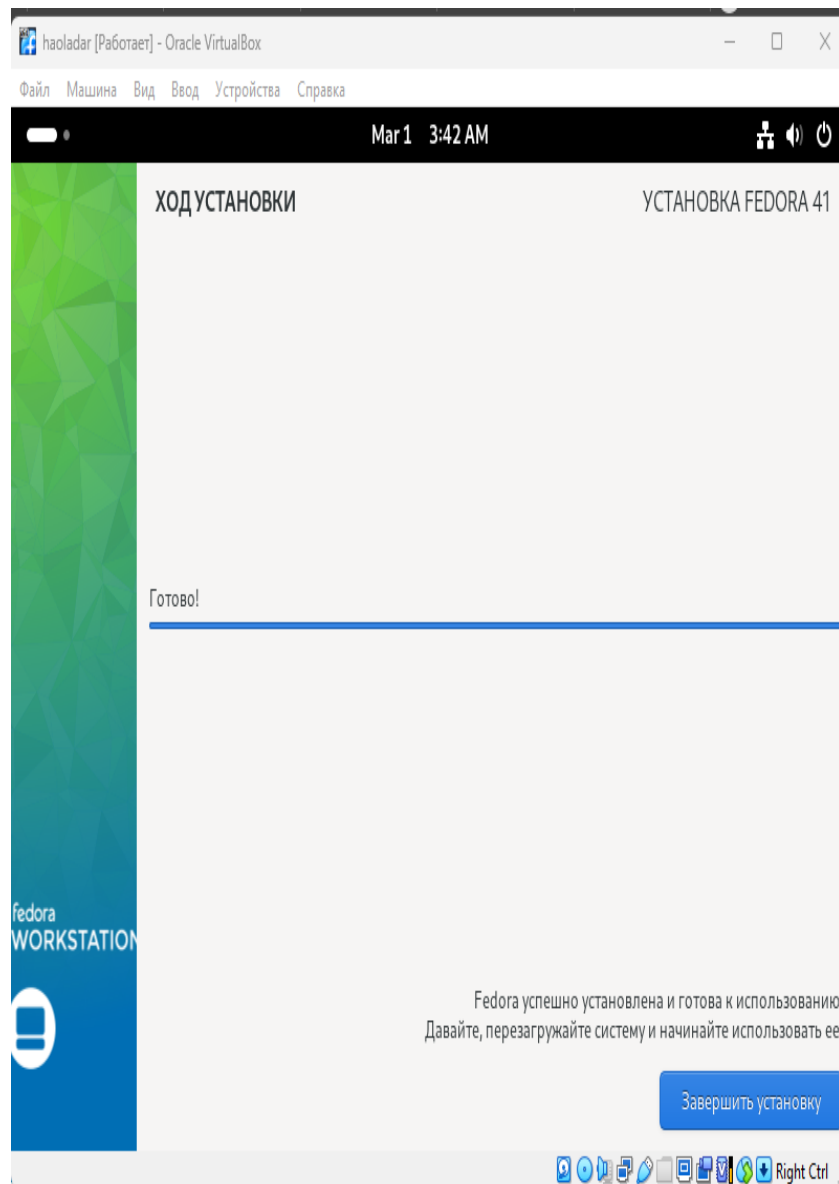 haoladar [Работает] - Oracle VirtualBox
Файл Машина Вид Ввод Устройства Справка
Mar 1 3:42 AM
ХОД УСТАНОВКИ
УСТАНОВКА FEDORA 41
Готово!
fedora
WORKSTATION
Fedora успешно установлена и готова к использованию
Давайте, перезагружайте систему и начинайте использовать ее
Завершить установку
Right Ctrl